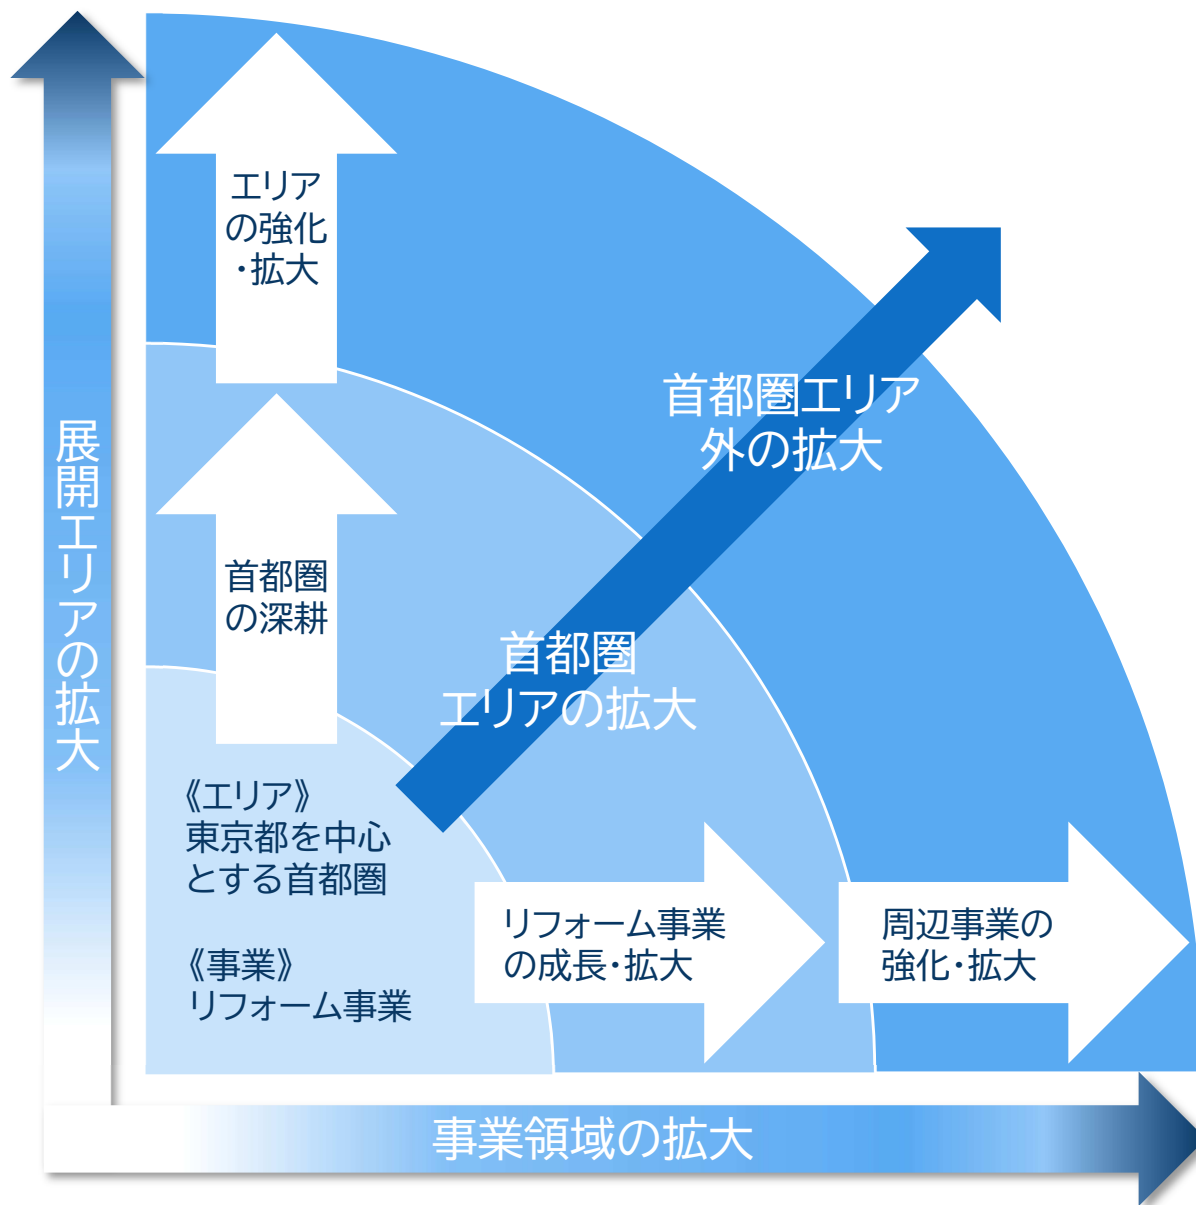 エリア
の強化
・拡大
首都圏エリア
外の拡大
展開エリアの拡大
首都圏
の深耕
首都圏
エリアの拡大
《エリア》
東京都を中心
とする首都圏
《事業》
リフォーム事業
リフォーム事業
の成長・拡大
周辺事業の
強化・拡大
事業領域の拡大